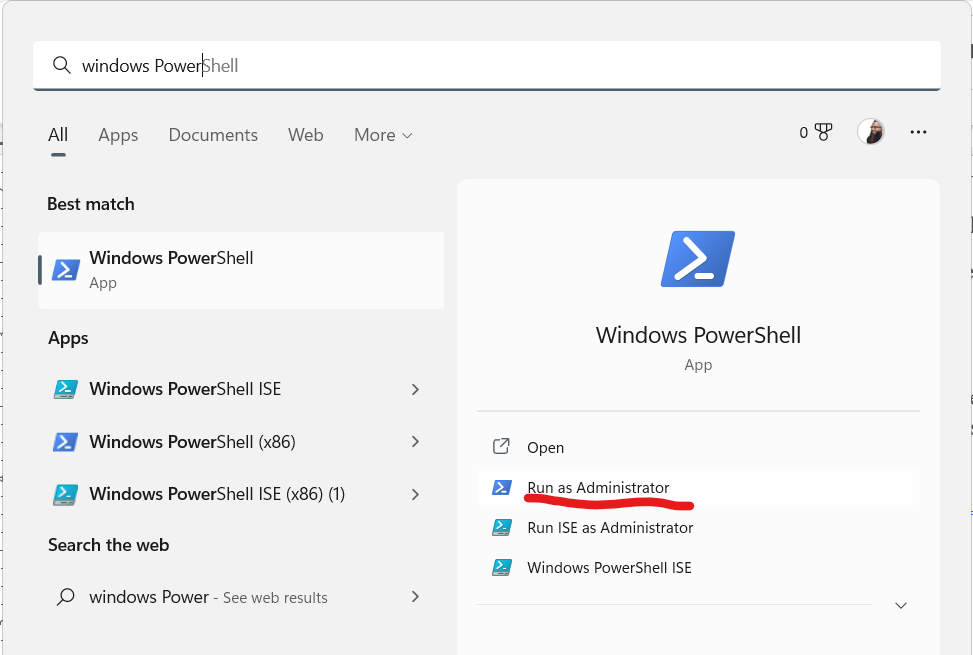 windows PowerShell
All Apps Documents Web More
0
Best match
Windows PowerShell
App
Apps
Windows PowerShell ISE
Windows PowerShell (x86)
Windows PowerShell ISE (x86) (1)
Search the web
windows Power - See web results
Windows PowerShell
App
Open
Run as Administrator
Run ISE as Administrator
Windows PowerShell ISE